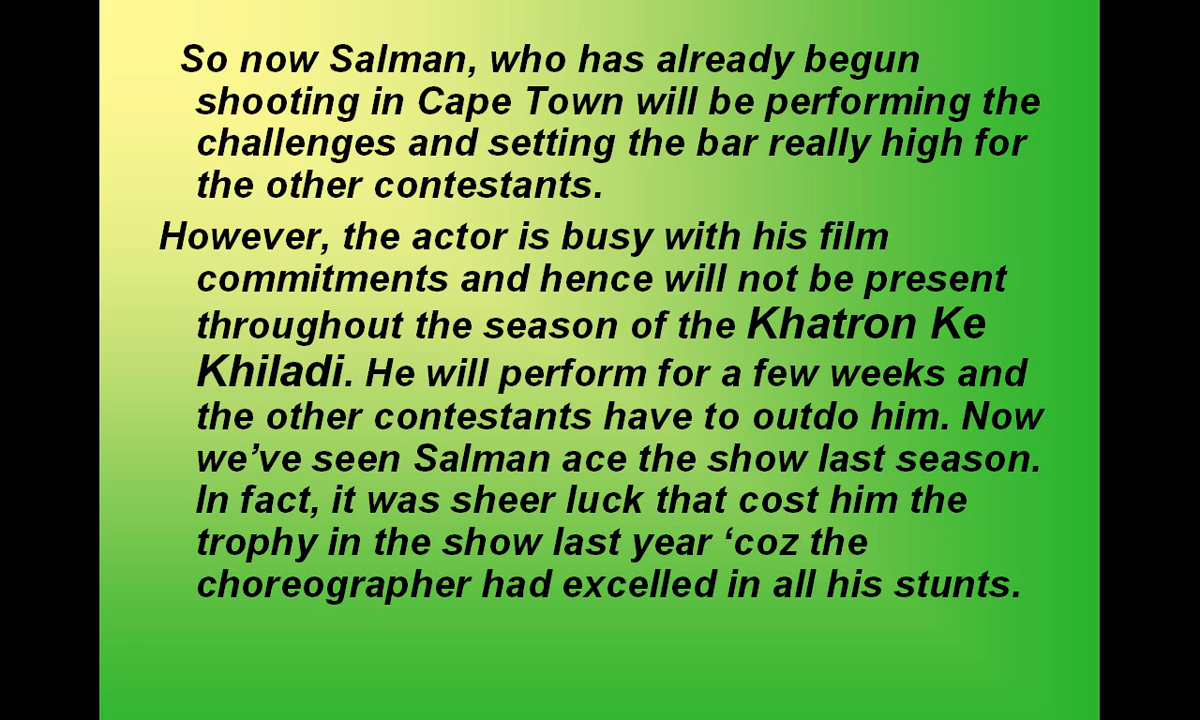 So now Salman, who has already begun
shooting in Cape Town will be performing the
challenges and setting the bar really high for
the other contestants.
However, the actor is busy with his film
commitments and hence will not be present
throughout the season of the Khatron Ke
Khiladi. He will perform for a few weeks and
the other contestants have to outdo him. Now
we’ve seen Salman ace the show last season.
In fact, it was sheer luck that cost him the
trophy in the show last year ‘coz the
choreographer had excelled in all his stunts.